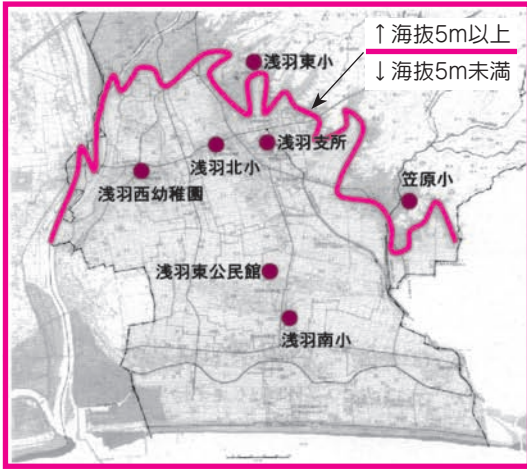 ↑海抜5m以上
↓海抜5m未満
浅羽東小
浅羽支所
浅羽北小
浅羽西幼稚園
笠原小
浅羽東公民館
浅羽南小